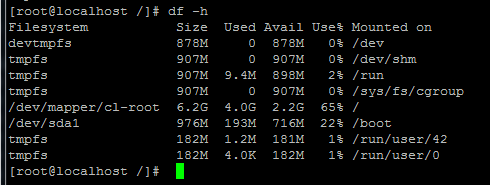 [root@localhost /]# df -h
Filesystem           Size  Used Avail Use% Mounted on
devtmpfs             878M     0  878M   0% /dev
tmpfs                907M     0  907M   0% /dev/shm
tmpfs                907M  9.4M  898M   2% /run
tmpfs                907M     0  907M   0% /sys/fs/cgroup
/dev/mapper/cl-root  6.2G  4.0G  2.2G  65% /
/dev/sda1            976M  193M  716M  22% /boot
tmpfs                182M  1.2M  181M   1% /run/user/42
tmpfs                182M  4.0K  182M   1% /run/user/0
[root@localhost /]#